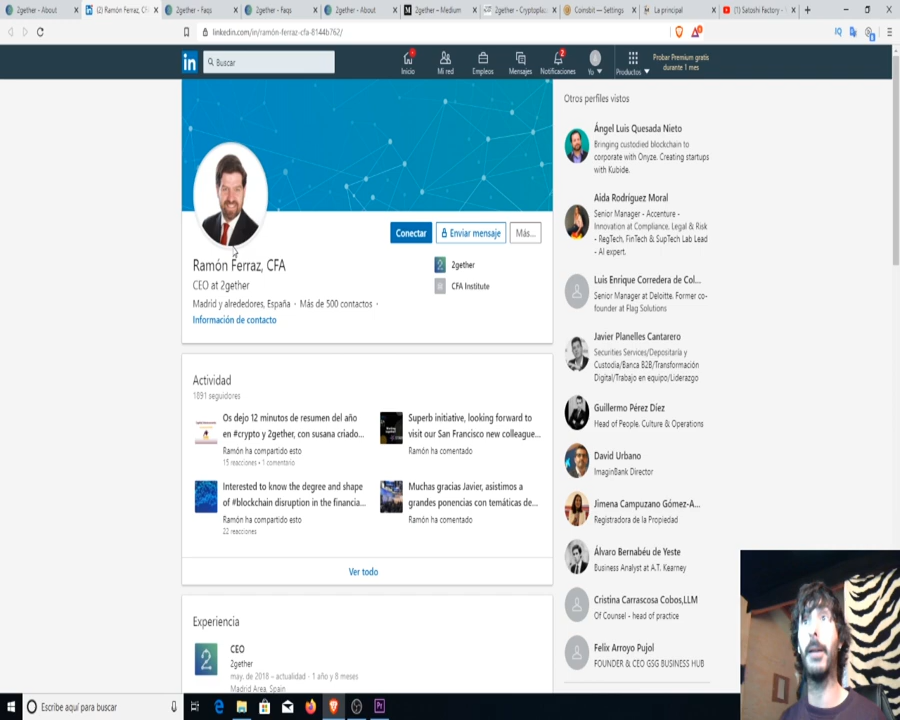 2gether - About
(2) Ramón Ferraz, CFA
2gether - Faqs
2gether - Faqs
2gether - About
2gether – Medium
2gether - Cryptoplaza
Coinsbit — Settings
La principal
(1) Satoshi Factory -
linkedin.com/in/ramón-ferraz-cfa-8144b762/
Buscar
Inicio
Mi red
Empleos
Mensajes
2
Notificaciones
Yo
Productos
Probar Premium gratis
durante 1 mes
Conectar
Enviar mensaje
Más...
Ramón Ferraz, CFA
CEO at 2gether
Madrid y alrededores, España · Más de 500 contactos ·
Información de contacto
2gether
CFA Institute
Actividad
1891 seguidores
Os dejo 12 minutos de resumen del año
en #crypto y 2gether, con susana criado...
Ramón ha compartido esto
15 reacciones • 1 comentario
Superb initiative, looking forward to
visit our San Francisco new colleague...
Ramón ha comentado
Interested to know the degree and shape
of #blockchain disruption in the financia...
Ramón ha compartido esto
22 reacciones
Muchas gracias Javier, asistimos a
grandes ponencias con temáticas de...
Ramón ha comentado
Ver todo
Experiencia
CEO
2gether
may. de 2018 – actualidad · 1 año y 8 meses
Madrid Area, Spain
Otros perfiles vistos
Ángel Luis Quesada Nieto
Bringing custodied blockchain to
corporate with Onyze. Creating startups
with Kubide.
Aida Rodríguez Moral
Senior Manager - Accenture -
Innovation at Compliance, Legal & Risk
- RegTech, FinTech & SupTech Lab Lead
- AI expert.
Luis Enrique Corredera de Col...
Senior Manager at Deloitte. Former co-
founder at Flag Solutions
Javier Planelles Cantarero
Securities Services/Depositaría y
Custodia/Banca B2B/Transformación
Digital/Trabajo en equipo/Liderazgo
Guillermo Pérez Díez
Head of People, Culture & Operations
David Urbano
ImaginBank Director
Jimena Campuzano Gómez-A...
Registradora de la Propiedad
Álvaro Bernabéu de Yeste
Business Analyst at A.T. Kearney
Cristina Carrascosa Cobos,LLM
Of Counsel - head of practice
Felix Arroyo Pujol
FOUNDER & CEO GSG BUSINESS HUB
Escribe aquí para buscar